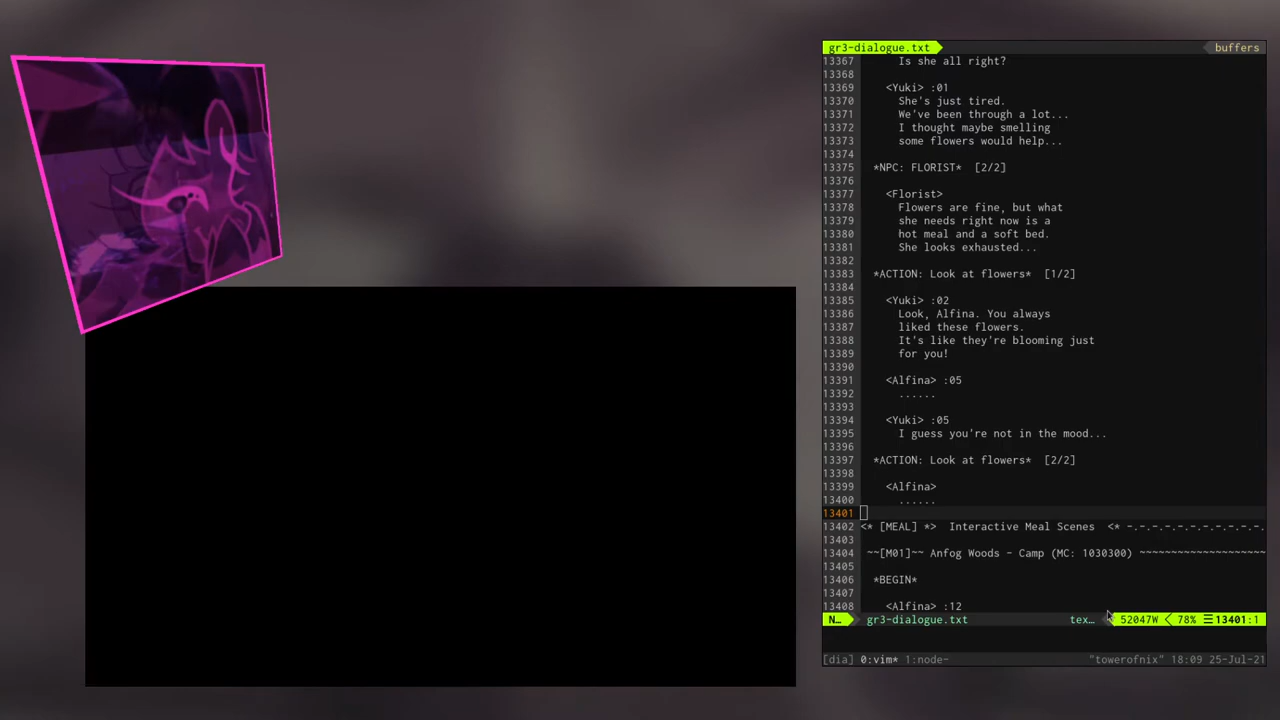 gr3-dialogue.txt buffers
13367 Is she all right?
13368
13369 <Yuki> :01
13370 She's just tired.
13371 We've been through a lot...
13372 I thought maybe smelling
13373 some flowers would help...
13374
13375 *NPC: FLORIST* [2/2]
13376
13377 <Florist>
13378 Flowers are fine, but what
13379 she needs right now is a
13380 hot meal and a soft bed.
13381 She looks exhausted...
13382
13383 *ACTION: Look at flowers* [1/2]
13384
13385 <Yuki> :02
13386 Look, Alfina. You always
13387 liked these flowers.
13388 It's like they're blooming just
13389 for you!
13390
13391 <Alfina> :05
13392 ......
13393
13394 <Yuki> :05
13395 I guess you're not in the mood...
13396
13397 *ACTION: Look at flowers* [2/2]
13398
13399 <Alfina>
13400 ......
13401
13402 <* [MEAL] *> Interactive Meal Scenes <* -.-.-.-.-.-.-.-.-.-.-.
13403
13404 ~~[M01]~~ Anfog Woods - Camp (MC: 1030300) ~~~~~~~~~~~~~~~~~~~~
13405
13406 *BEGIN*
13407
13408 <Alfina> :12
N… gr3-dialogue.txt tex… 52047W 78% ☰ 13401:1
[dia] 0:vim* 1:node- "towerofnix" 18:09 25-Jul-21